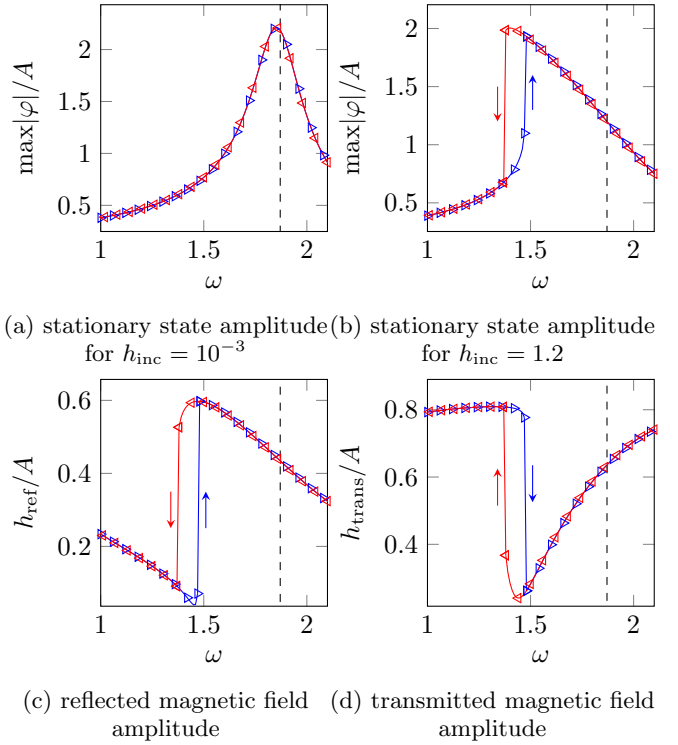 2
1.5
1
0.5
max|φ|/A
1 1.5 2
ω
(a) stationary state amplitude
for h_inc = 10⁻³
2
1.5
1
0.5
max|φ|/A
1 1.5 2
ω
(b) stationary state amplitude
for h_inc = 1.2
0.6
0.4
0.2
h_ref/A
1 1.5 2
ω
(c) reflected magnetic field
amplitude
0.8
0.6
0.4
h_trans/A
1 1.5 2
ω
(d) transmitted magnetic field
amplitude